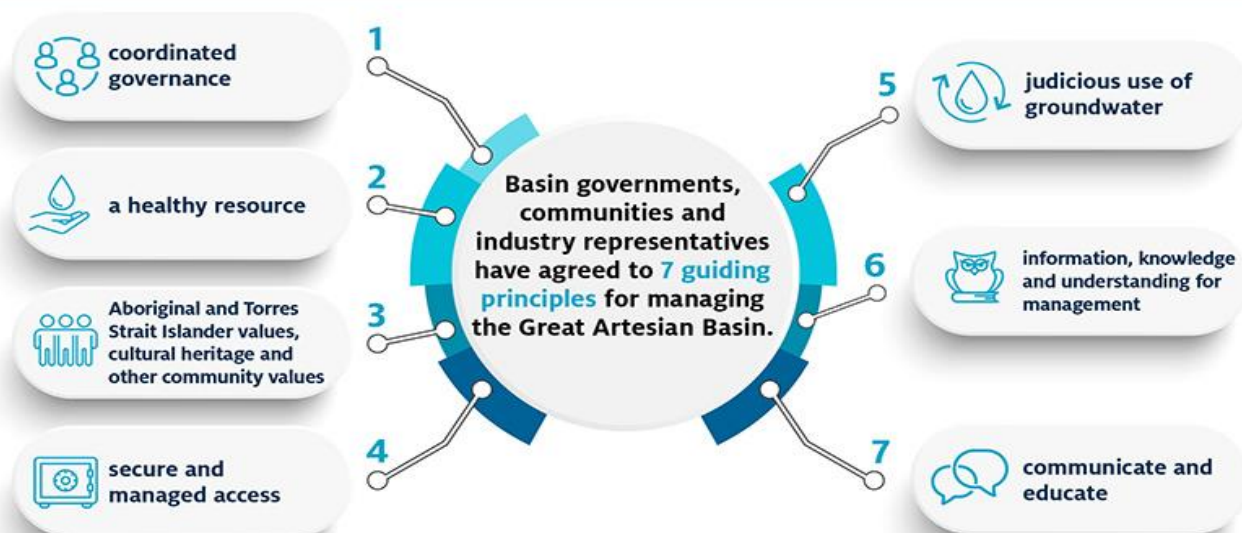 1
coordinated
governance
2
a healthy resource
3
Aboriginal and Torres
Strait Islander values,
cultural heritage and
other community values
4
secure and
managed access
Basin governments,
communities and
industry representatives
have agreed to 7 guiding
principles for managing
the Great Artesian Basin.
5
judicious use of
groundwater
6
information, knowledge
and understanding for
management
7
communicate and
educate